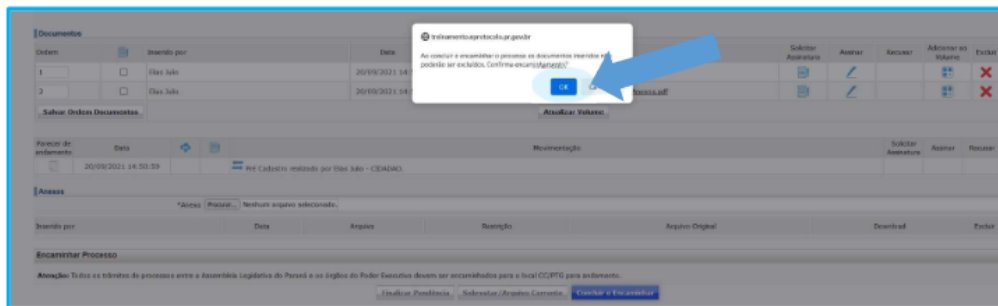 Documentos
Ordem Inserido por Data Solicitar Assinatura Assinar Recusar Adicionar ao Volume Excluir
treinamento.eprotocolo.pr.gov.br
Ao concluir e encaminhar o processo os documentos inseridos não
poderão ser excluídos. Confirma encaminhamento?
OK
1 Elias Julio 20/09/2021 14:
2 Elias Julio 20/09/2021 14:
Salvar Ordem Documentos Atualizar Volume
Parecer de andamento Data Movimentação Solicitar Assinatura Assinar Recusar
20/09/2021 14:50:59 Pré Cadastro realizado por Elias Julio - CIDADAO.
Anexos
*Anexo Procurar... Nenhum arquivo selecionado.
Inserido por Data Arquivo Descrição Arquivo Original Download Excluir
Encaminhar Processo
Atenção: Todos os trâmites de processos entre a Assembléia Legislativa do Paraná e os órgãos do Poder Executivo devem ser encaminhados para o local CC/PTG para andamento.
Finalizar Pendência Sobrestar/Arquivo Corrente Concluir e Encaminhar